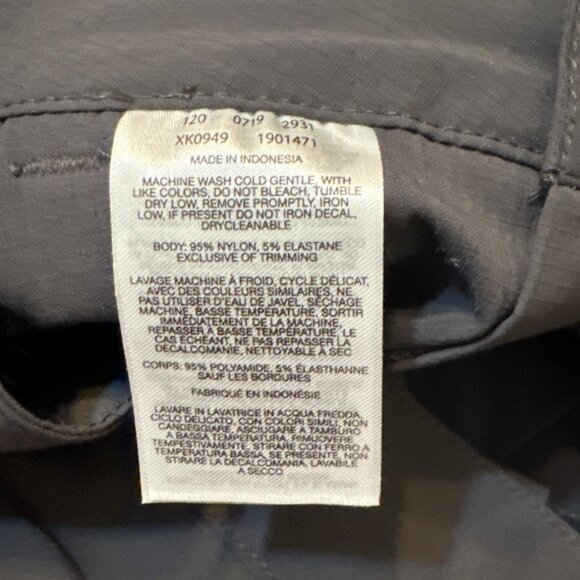 120 0719 2931
XK0949 1901471
MADE IN INDONESIA
MACHINE WASH COLD GENTLE, WITH
LIKE COLORS, DO NOT BLEACH, TUMBLE
DRY LOW, REMOVE PROMPTLY, IRON
LOW, IF PRESENT DO NOT IRON DECAL,
DRYCLEANABLE
BODY: 95% NYLON, 5% ELASTANE
EXCLUSIVE OF TRIMMING
LAVAGE MACHINE À FROID, CYCLE DÉLICAT,
AVEC DES COULEURS SIMILAIRES, NE
PAS UTILISER D'EAU DE JAVEL, SÉCHAGE
MACHINE, BASSE TEMPÉRATURE, SORTIR
IMMÉDIATEMENT DE LA MACHINE,
REPASSER À BASSE TEMPÉRATURE, LE
CAS ÉCHÉANT, NE PAS REPASSER LA
DÉCALCOMANIE, NETTOYABLE À SEC
CORPS: 95% POLYAMIDE, 5% ÉLASTHANNE
SAUF LES BORDURES
FABRIQUÉ EN INDONÉSIE
LAVARE IN LAVATRICE IN ACQUA FREDDA,
CICLO DELICATO, CON COLORI SIMILI, NON
CANDEGGIARE, ASCIUGARE A TAMBURO
A BASSA TEMPERATURA, RIMUOVERE
TEMPESTIVAMENTE, STIRARE CON FERRO A
TEMPERATURA BASSA, SE PRESENTE, NON
STIRARE LA DECALCOMANIA, LAVABILE
A SECCO